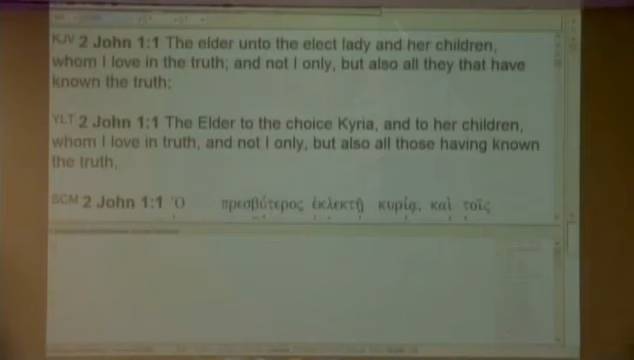 KJV 2 John 1:1 The elder unto the elect lady and her children,
whom I love in the truth; and not I only, but also all they that have
known the truth;
YLT 2 John 1:1 The Elder to the choice Kyria, and to her children,
whom I love in truth, and not I only, but also all those having known
the truth,
SCM 2 John 1:1 Ὁ πρεσβύτερος ἐκλεκτῇ κυρίᾳ, καὶ τοῖς